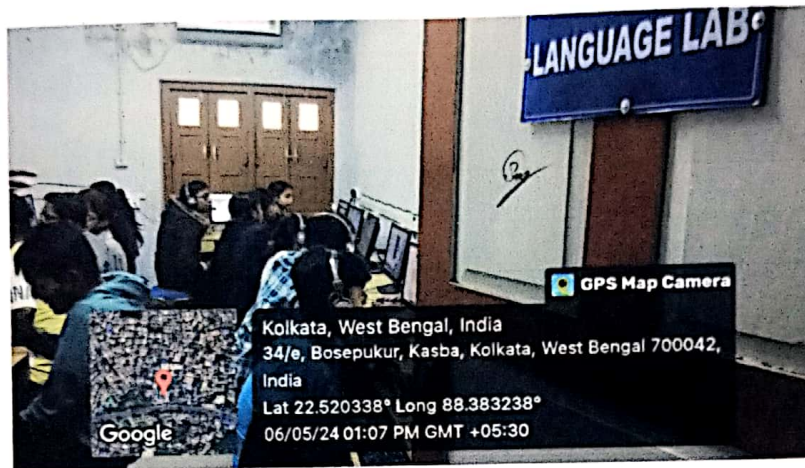 LANGUAGE LAB
GPS Map Camera
Kolkata, West Bengal, India
34/e, Bosepukur, Kasba, Kolkata, West Bengal 700042,
India
Lat 22.520338° Long 88.383238°
06/05/24 01:07 PM GMT +05:30
Google